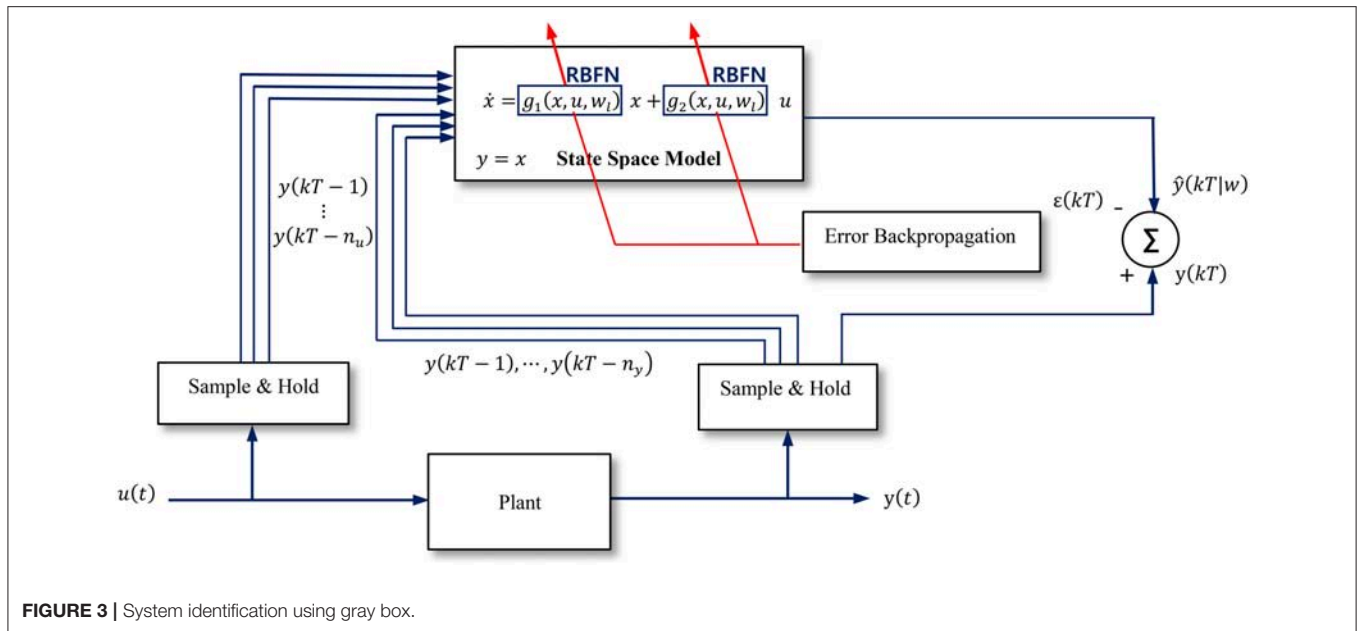 RBFN RBFN
ẋ = g₁(x, u, wₗ) x + g₂(x, u, wₗ) u
y = x State Space Model
y(kT − 1)
⋮
y(kT − nᵤ)
ŷ(kT|w)
ε(kT) -
Error Backpropagation
Σ
+ y(kT)
y(kT − 1), ⋯ , y(kT − n_y)
Sample & Hold
Sample & Hold
u(t)
Plant
y(t)
FIGURE 3 | System identification using gray box.